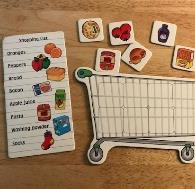 Shopping List
Oranges
Peppers
Bread
Bacon
Apple juice
Pasta
Washing powder
Socks